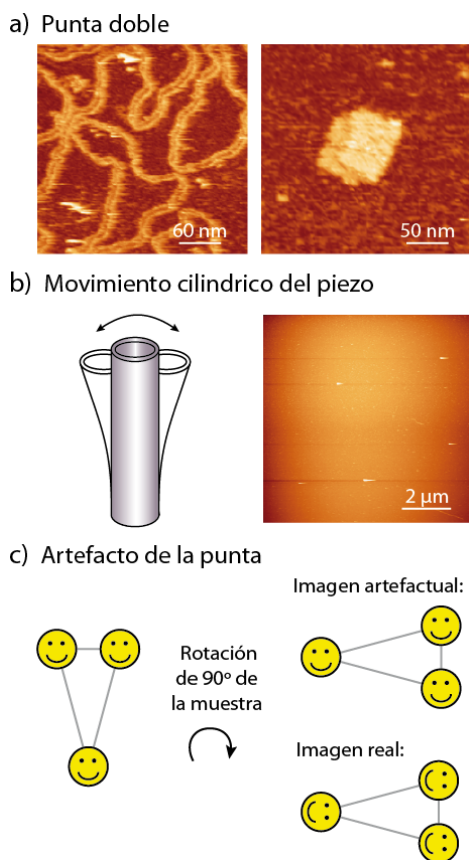 a) Punta doble
60 nm
50 nm
b) Movimiento cilindrico del piezo
2 µm
c) Artefacto de la punta
Imagen artefactual:
Rotación
de 90º de
la muestra
Imagen real: